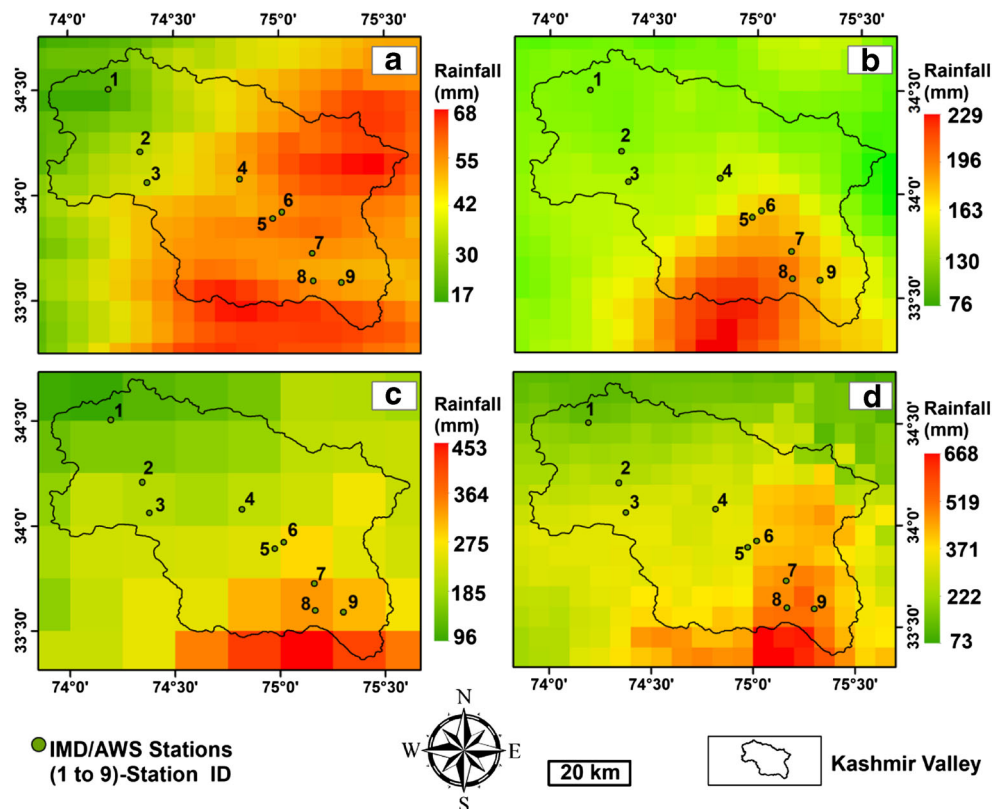 74°0' 74°30' 75°0' 75°30' 74°0' 74°30' 75°0' 75°30'
34°30' 34°0' 33°30'
a
1
2
3
4
5
6
7
8
9
Rainfall
(mm)
68
55
42
30
17
34°30' 34°0' 33°30'
b
1
2
3
4
5
6
7
8
9
Rainfall
(mm)
229
196
163
130
76
34°30' 34°0' 33°30'
c
1
2
3
4
5
6
7
8
9
Rainfall
(mm)
453
364
275
185
96
34°30' 34°0' 33°30'
d
1
2
3
4
5
6
7
8
9
Rainfall
(mm)
668
519
371
222
73
74°0' 74°30' 75°0' 75°30' 74°0' 74°30' 75°0' 75°30'
IMD/AWS Stations
(1 to 9)-Station ID
N
W E
S
20 km
Kashmir Valley